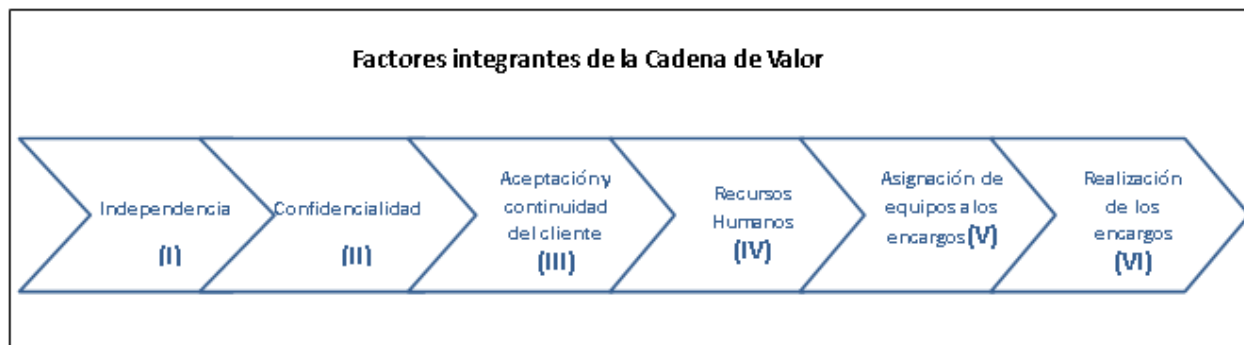 Factores integrantes de la Cadena de Valor
Independencia
(I)
Confidencialidad
(II)
Aceptación y
continuidad
del cliente
(III)
Recursos
Humanos
(IV)
Asignación de
equipos a los
encargos (V)
Realización
de los
encargos
(VI)